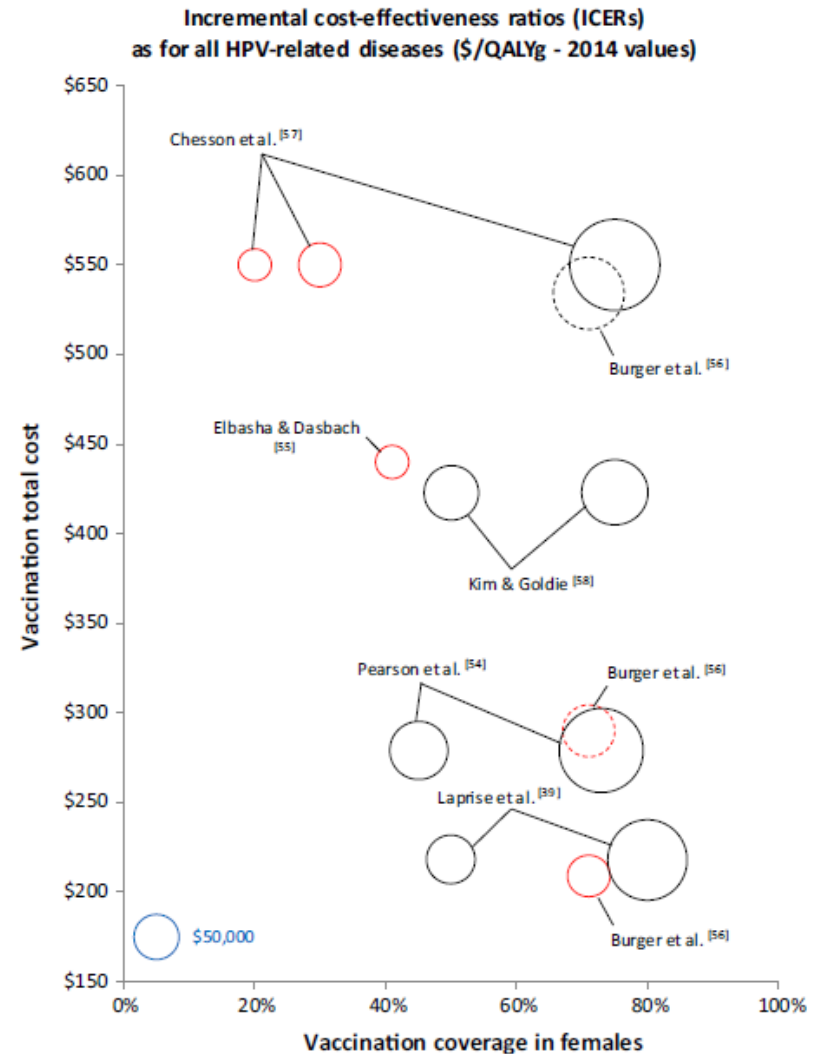 Incremental cost-effectiveness ratios (ICERs)
as for all HPV-related diseases ($/QALYg - 2014 values)
$650
Chesson et al. [57]
$600
$550
$500
Burger et al. [56]
Elbasha & Dasbach
[55]
$450
$400
Kim & Goldie [58]
$350
Pearson et al. [54]
Burger et al. [56]
$300
Laprise et al. [39]
$250
$200
Burger et al. [56]
$50,000
$150
0%
20%
40%
60%
80%
100%
Vaccination total cost
Vaccination coverage in females